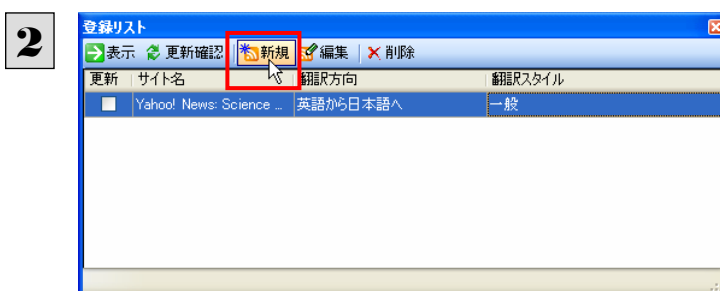 2
登録リスト
表示 更新確認 新規 編集 削除
更新 サイト名 翻訳方向 翻訳スタイル
Yahoo! News: Science ... 英語から日本語へ 一般